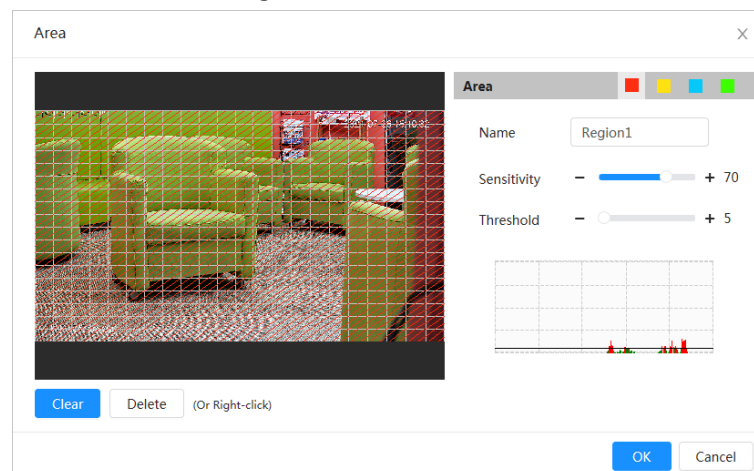 Area
Area
Name
Region1
Sensitivity
- + 70
Threshold
- + 5
Clear
Delete
(Or Right-click)
OK
Cancel